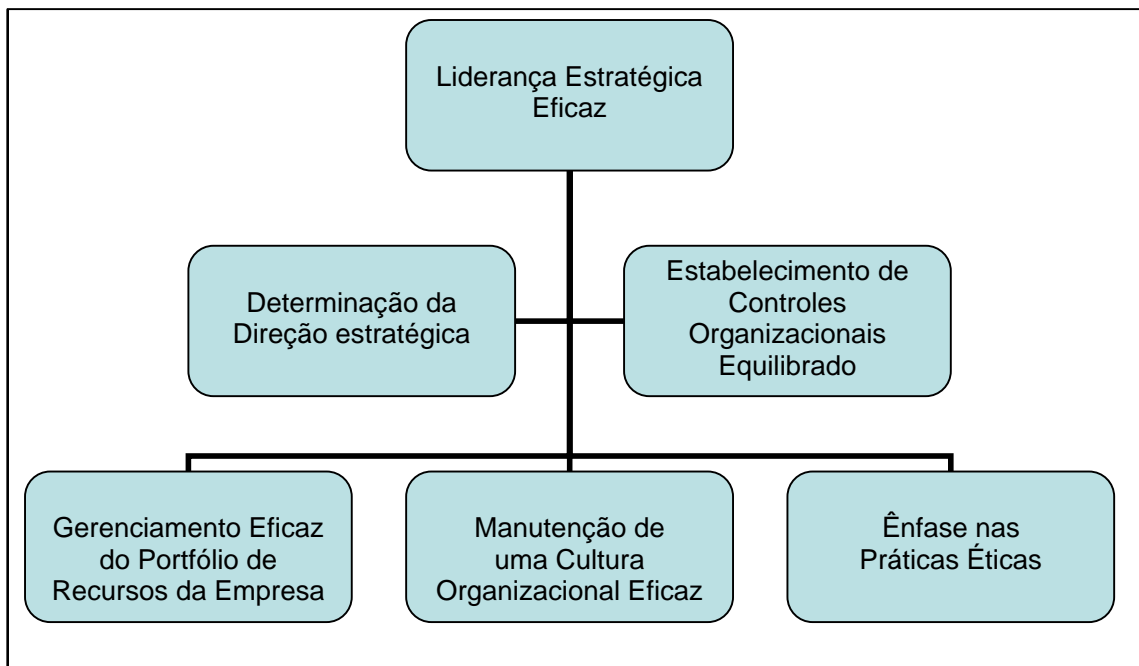 Liderança Estratégica
Eficaz
Determinação da
Direção estratégica
Estabelecimento de
Controles
Organizacionais
Equilibrado
Gerenciamento Eficaz
do Portfólio de
Recursos da Empresa
Manutenção de
uma Cultura
Organizacional Eficaz
Ênfase nas
Práticas Éticas